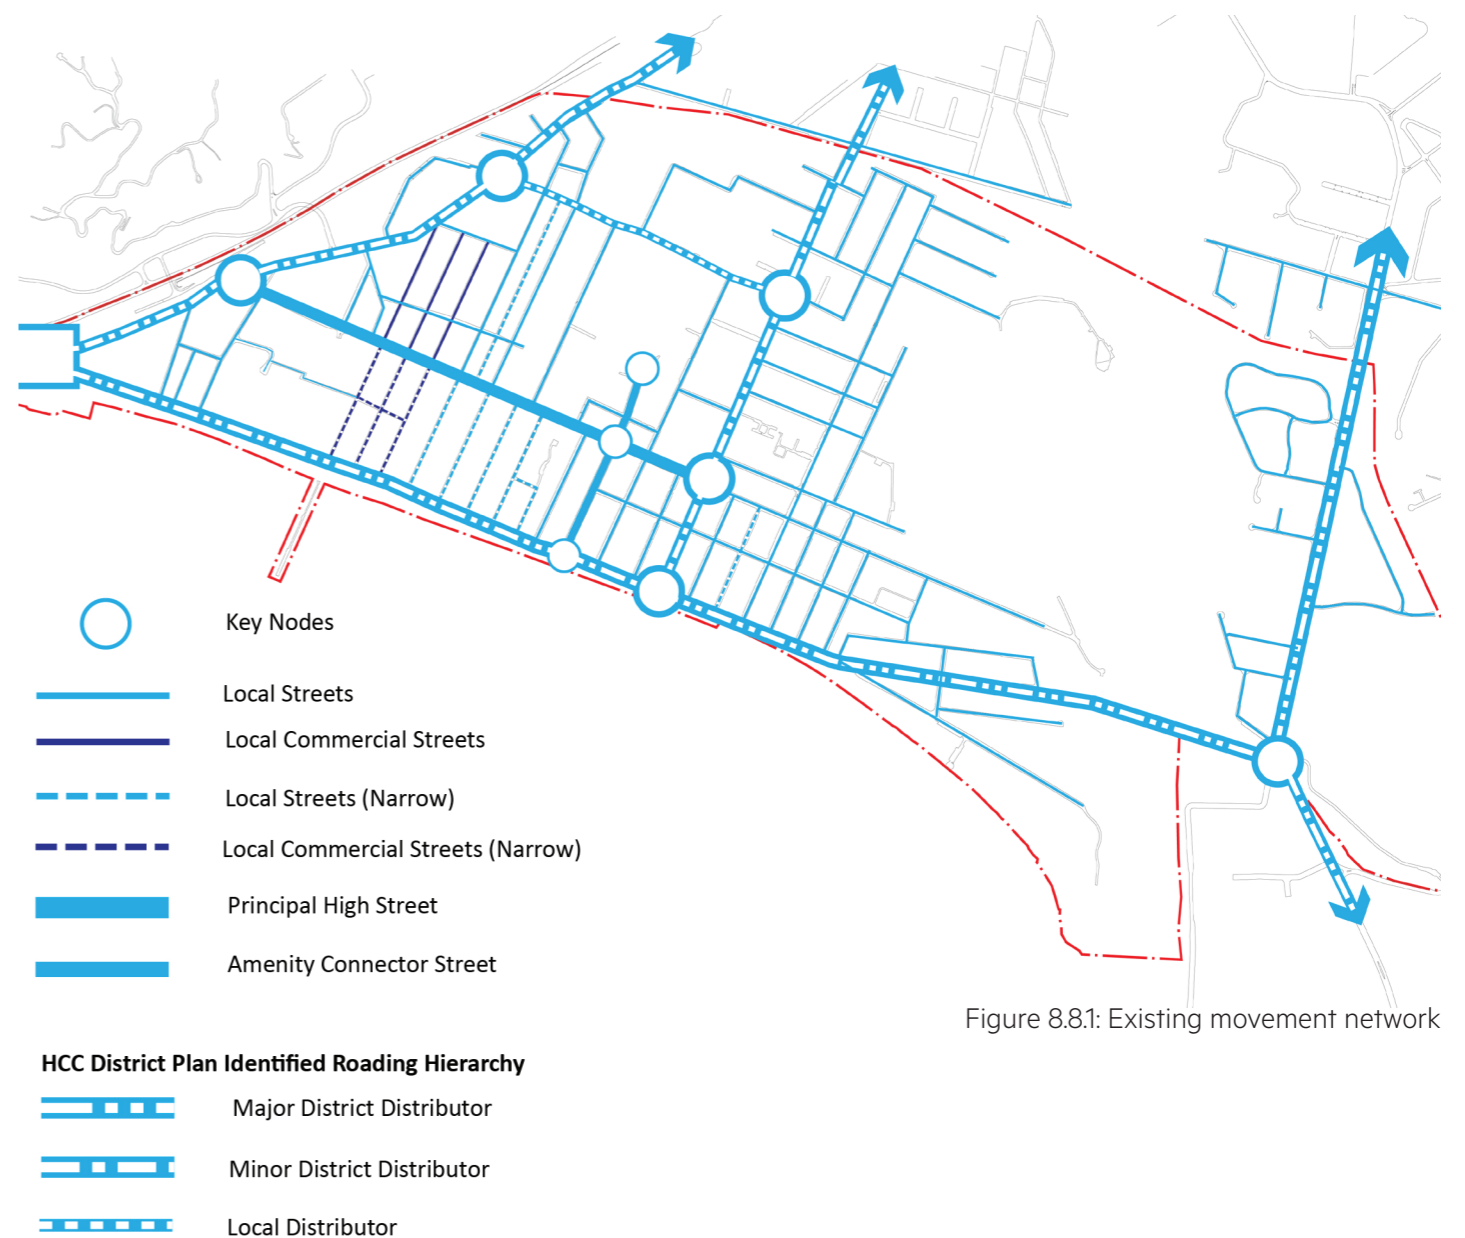 Key Nodes
Local Streets
Local Commercial Streets
Local Streets (Narrow)
Local Commercial Streets (Narrow)
Principal High Street
Amenity Connector Street
Figure 8.8.1: Existing movement network
HCC District Plan Identified Roading Hierarchy
Major District Distributor
Minor District Distributor
Local Distributor